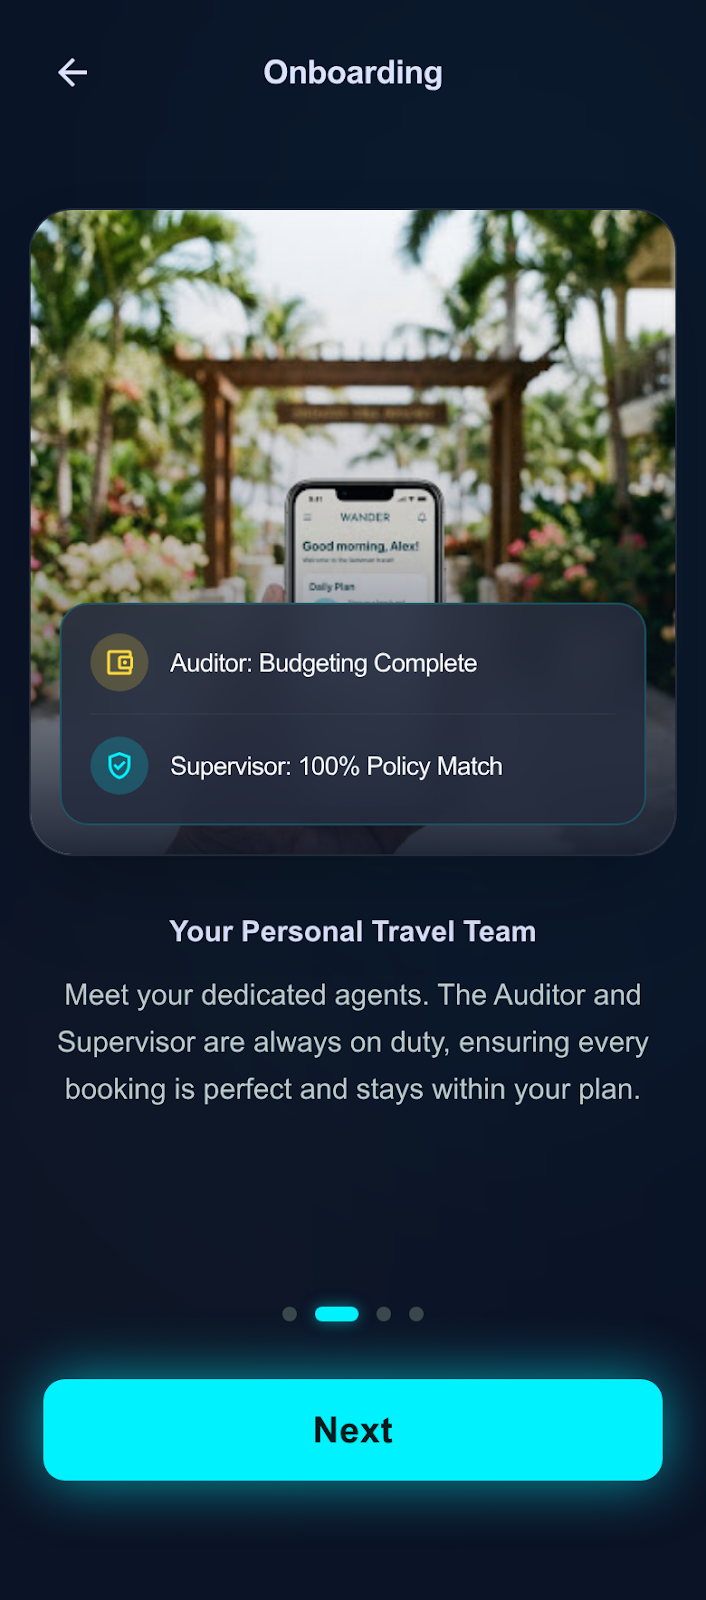 Onboarding
9:41
WANDER
Good morning, Alex!
Daily Plan
Auditor: Budgeting Complete
Supervisor: 100% Policy Match
Your Personal Travel Team
Meet your dedicated agents. The Auditor and
Supervisor are always on duty, ensuring every
booking is perfect and stays within your plan.
Next